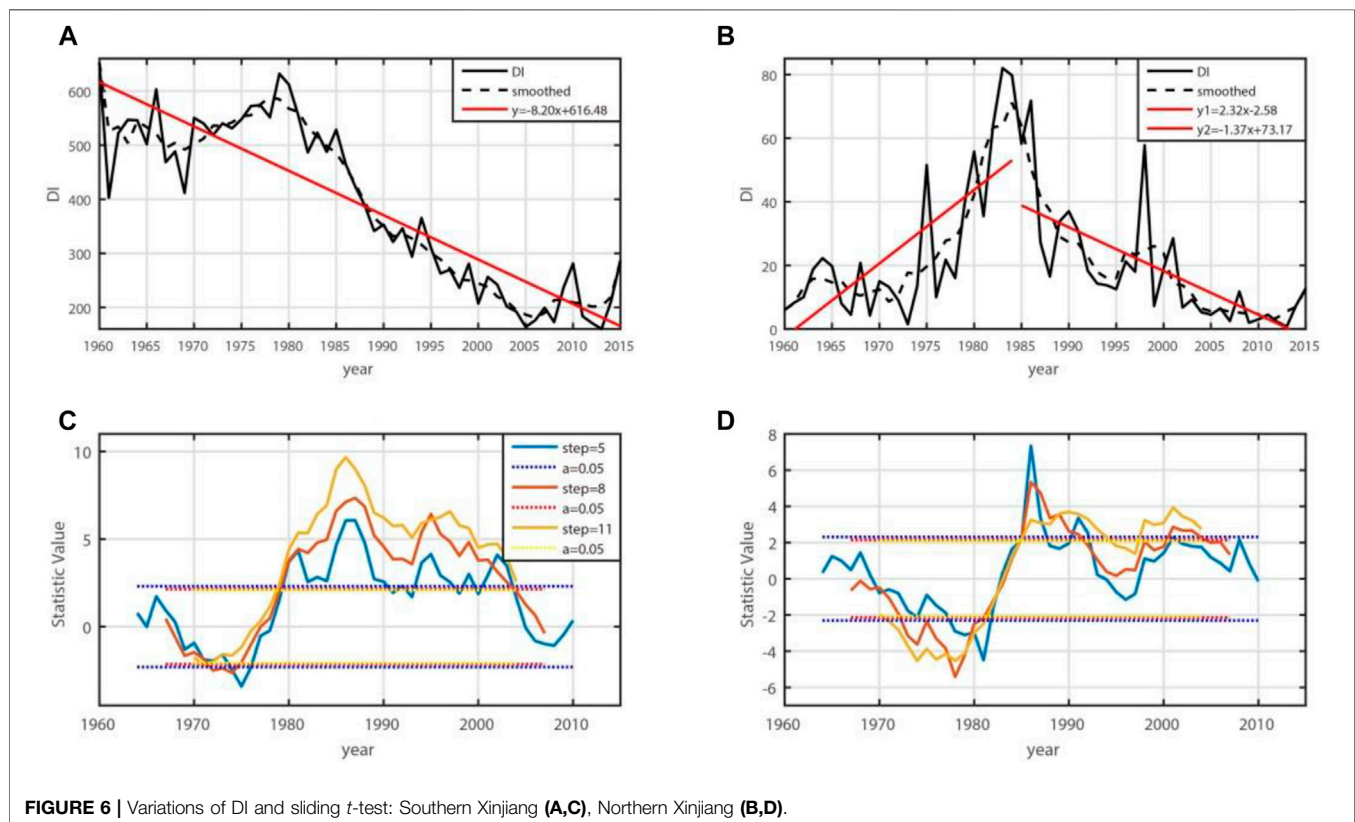 A
DI
smoothed
y=-8.20x+616.48
600
500
400
300
200
DI
1960 1965 1970 1975 1980 1985 1990 1995 2000 2005 2010 2015
year
B
DI
smoothed
y1=2.32x-2.58
y2=-1.37x+73.17
80
60
40
20
0
DI
1960 1965 1970 1975 1980 1985 1990 1995 2000 2005 2010 2015
year
C
step=5
a=0.05
step=8
a=0.05
step=11
a=0.05
10
5
0
Statistic Value
1960 1970 1980 1990 2000 2010
year
D
8
6
4
2
0
-2
-4
-6
Statistic Value
1960 1970 1980 1990 2000 2010
year
FIGURE 6 | Variations of DI and sliding t-test: Southern Xinjiang (A,C), Northern Xinjiang (B,D).